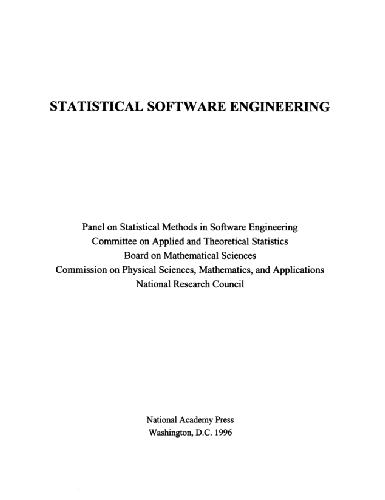 STATISTICAL SOFTWARE ENGINEERING
Panel on Statistical Methods in Software Engineering
Committee on Applied and Theoretical Statistics
Board on Mathematical Sciences
Commission on Physical Sciences, Mathematics, and Applications
National Research Council
National Academy Press
Washington, D.C. 1996